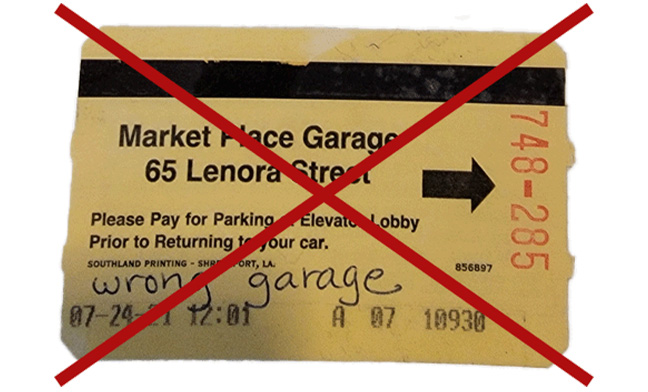 Market Place Garage
65 Lenora Street
Please Pay for Parking Elevator Lobby
Prior to Returning to your car.
SOUTHLAND PRINTING - SHREVEPORT, LA.
856897
wrong garage
07-24-21 12:01 A 07 10930
748-285